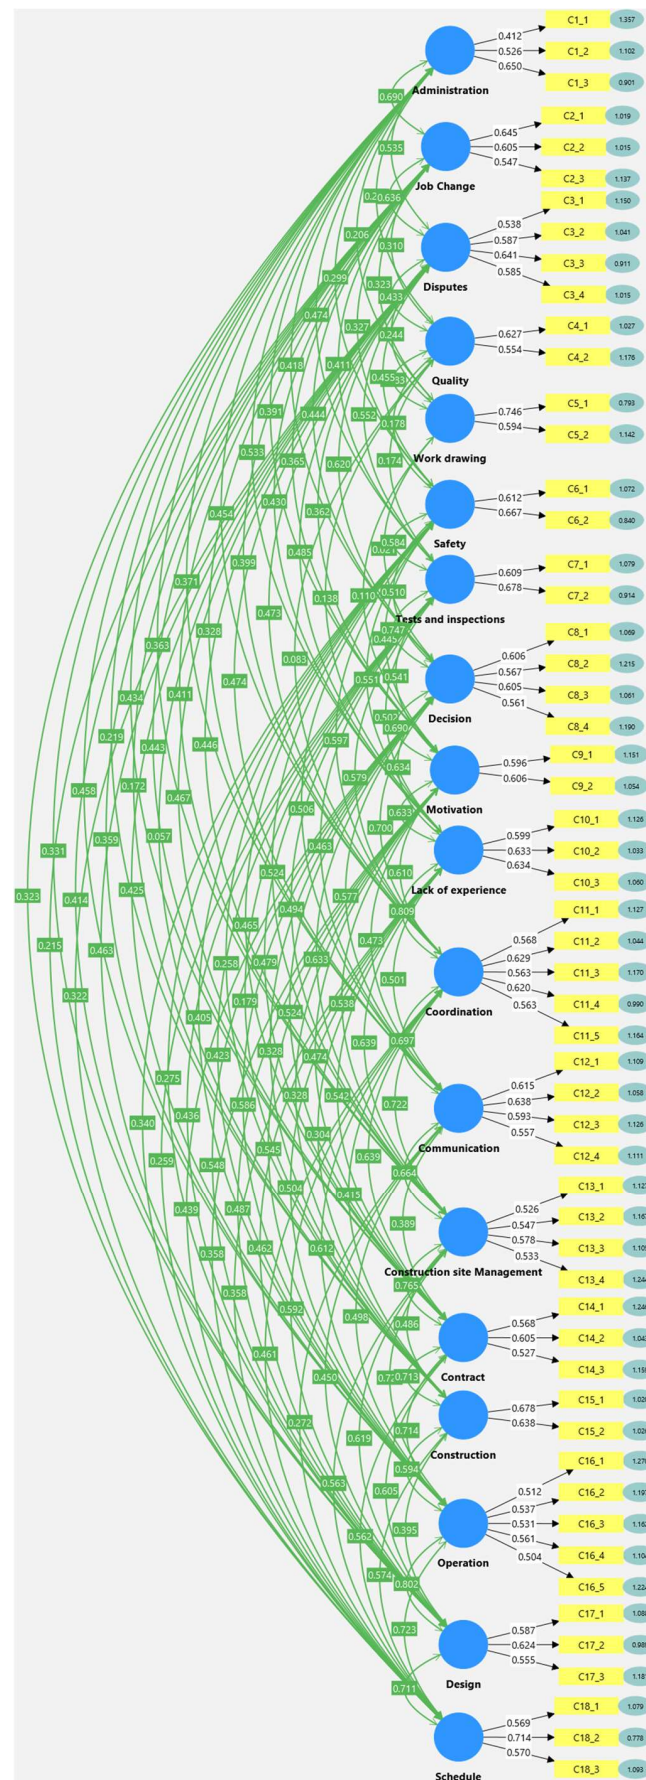 C1_1 1.357
0.412
C1_2 1.102
0.526
0.650
C1_3 0.901
Administration
C2_1 1.019
0.645
C2_2 1.015
0.605
0.547
C2_3 1.137
Job Change
C3_1 1.150
0.538
C3_2 1.041
0.587
C3_3 0.911
0.641
0.585
C3_4 1.015
Disputes
C4_1 1.027
0.627
C4_2 1.176
0.554
Quality
C5_1 0.793
0.746
C5_2 1.142
0.594
Work drawing
C6_1 1.072
0.612
C6_2 0.840
0.667
Safety
C7_1 1.079
0.609
C7_2 0.914
0.678
Tests and inspections
C8_1 1.069
0.606
C8_2 1.215
0.567
C8_3 1.061
0.605
0.561
C8_4 1.190
Decision
C9_1 1.151
0.596
C9_2 1.054
0.606
Motivation
C10_1 1.126
0.599
C10_2 1.033
0.633
0.634
C10_3 1.060
Lack of experience
C11_1 1.127
0.568
C11_2 1.044
0.629
C11_3 1.170
0.563
C11_4 0.990
0.620
0.563
C11_5 1.164
Coordination
C12_1 1.109
0.615
C12_2 1.058
0.638
C12_3 1.126
0.593
0.557
C12_4 1.111
Communication
C13_1
0.526
C13_2
0.547
C13_3
0.578
0.533
C13_4
Construction site Management
C14_1
0.568
C14_2
0.605
0.527
C14_3
Contract
C15_1
0.678
C15_2
0.638
Construction
C16_1
0.512
C16_2
0.537
C16_3
0.531
C16_4
0.561
0.504
C16_5
Operation
C17_1
0.587
C17_2
0.624
0.555
C17_3
Design
C18_1 1.079
0.569
C18_2 0.778
0.714
0.570
C18_3 1.093
Schedule
0.690
0.535
0.636
0.206
0.310
0.299
0.323
0.433
0.474
0.327
0.244
0.418
0.411
0.455
0.391
0.444
0.552
0.178
0.533
0.365
0.620
0.174
0.454
0.430
0.362
0.584
0.399
0.485
0.371
0.138
0.110
0.510
0.363
0.328
0.473
0.747
0.445
0.083
0.551
0.541
0.434
0.411
0.474
0.219
0.443
0.446
0.597
0.690
0.458
0.172
0.467
0.579
0.634
0.331
0.359
0.057
0.506
0.463
0.700
0.633
0.323
0.414
0.425
0.524
0.577
0.610
0.215
0.463
0.465
0.494
0.473
0.809
0.322
0.258
0.479
0.633
0.501
0.405
0.179
0.524
0.538
0.275
0.423
0.328
0.474
0.639
0.697
0.340
0.436
0.586
0.328
0.542
0.722
0.259
0.548
0.545
0.304
0.639
0.664
0.439
0.487
0.504
0.415
0.389
0.358
0.462
0.612
0.765
0.358
0.592
0.498
0.486
0.461
0.450
0.713
0.272
0.619
0.714
0.563
0.605
0.594
0.562
0.395
0.574
0.802
0.723
0.711